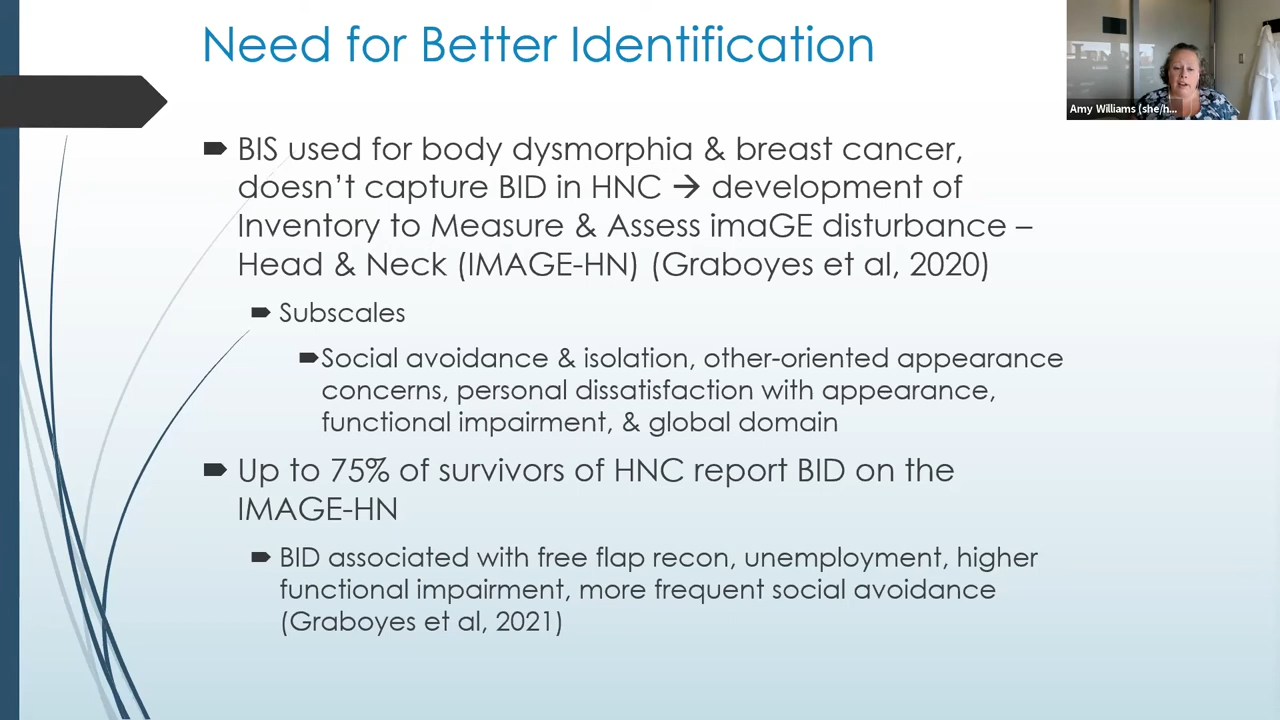 Need for Better Identification
BIS used for body dysmorphia & breast cancer,
doesn't capture BID in HNC → development of
Inventory to Measure & Assess imaGE disturbance –
Head & Neck (IMAGE-HN) (Graboyes et al, 2020)
Subscales
Social avoidance & isolation, other-oriented appearance
concerns, personal dissatisfaction with appearance,
functional impairment, & global domain
Up to 75% of survivors of HNC report BID on the
IMAGE-HN
BID associated with free flap recon, unemployment, higher
functional impairment, more frequent social avoidance
(Graboyes et al, 2021)
Amy Williams (she/h...